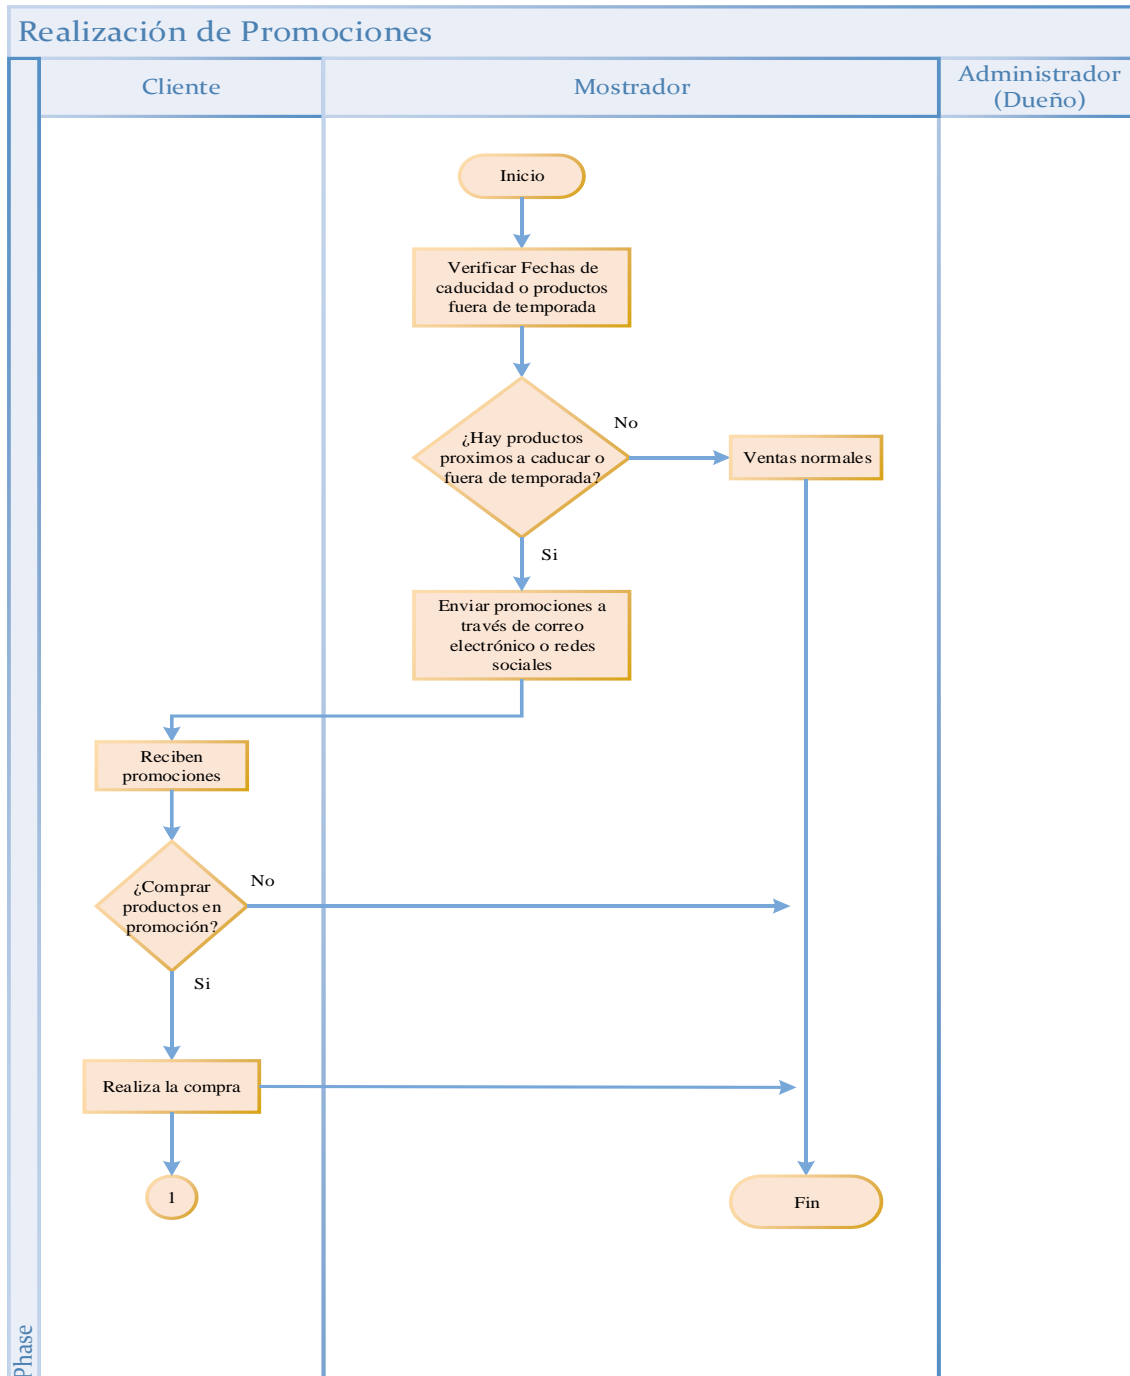 Realización de Promociones
Cliente
Mostrador
Administrador
(Dueño)
Inicio
Verificar Fechas de
caducidad o productos
fuera de temporada
¿Hay productos
proximos a caducar o
fuera de temporada?
No
Ventas normales
Si
Enviar promociones a
través de correo
electrónico o redes
sociales
Reciben
promociones
¿Comprar
productos en
promoción?
No
Si
Realiza la compra
1
Fin
Phase